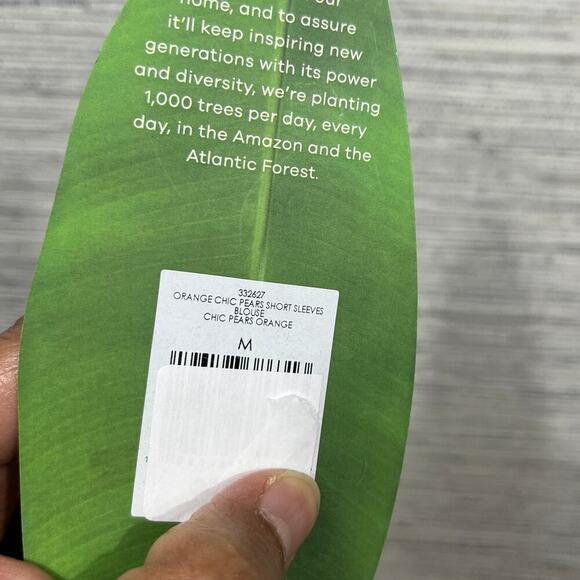 home, and to assure
it'll keep inspiring new
generations with its power
and diversity, we're planting
1,000 trees per day, every
day, in the Amazon and the
Atlantic Forest.
332627
ORANGE CHIC PEARS SHORT SLEEVES
BLOUSE
CHIC PEARS ORANGE
M